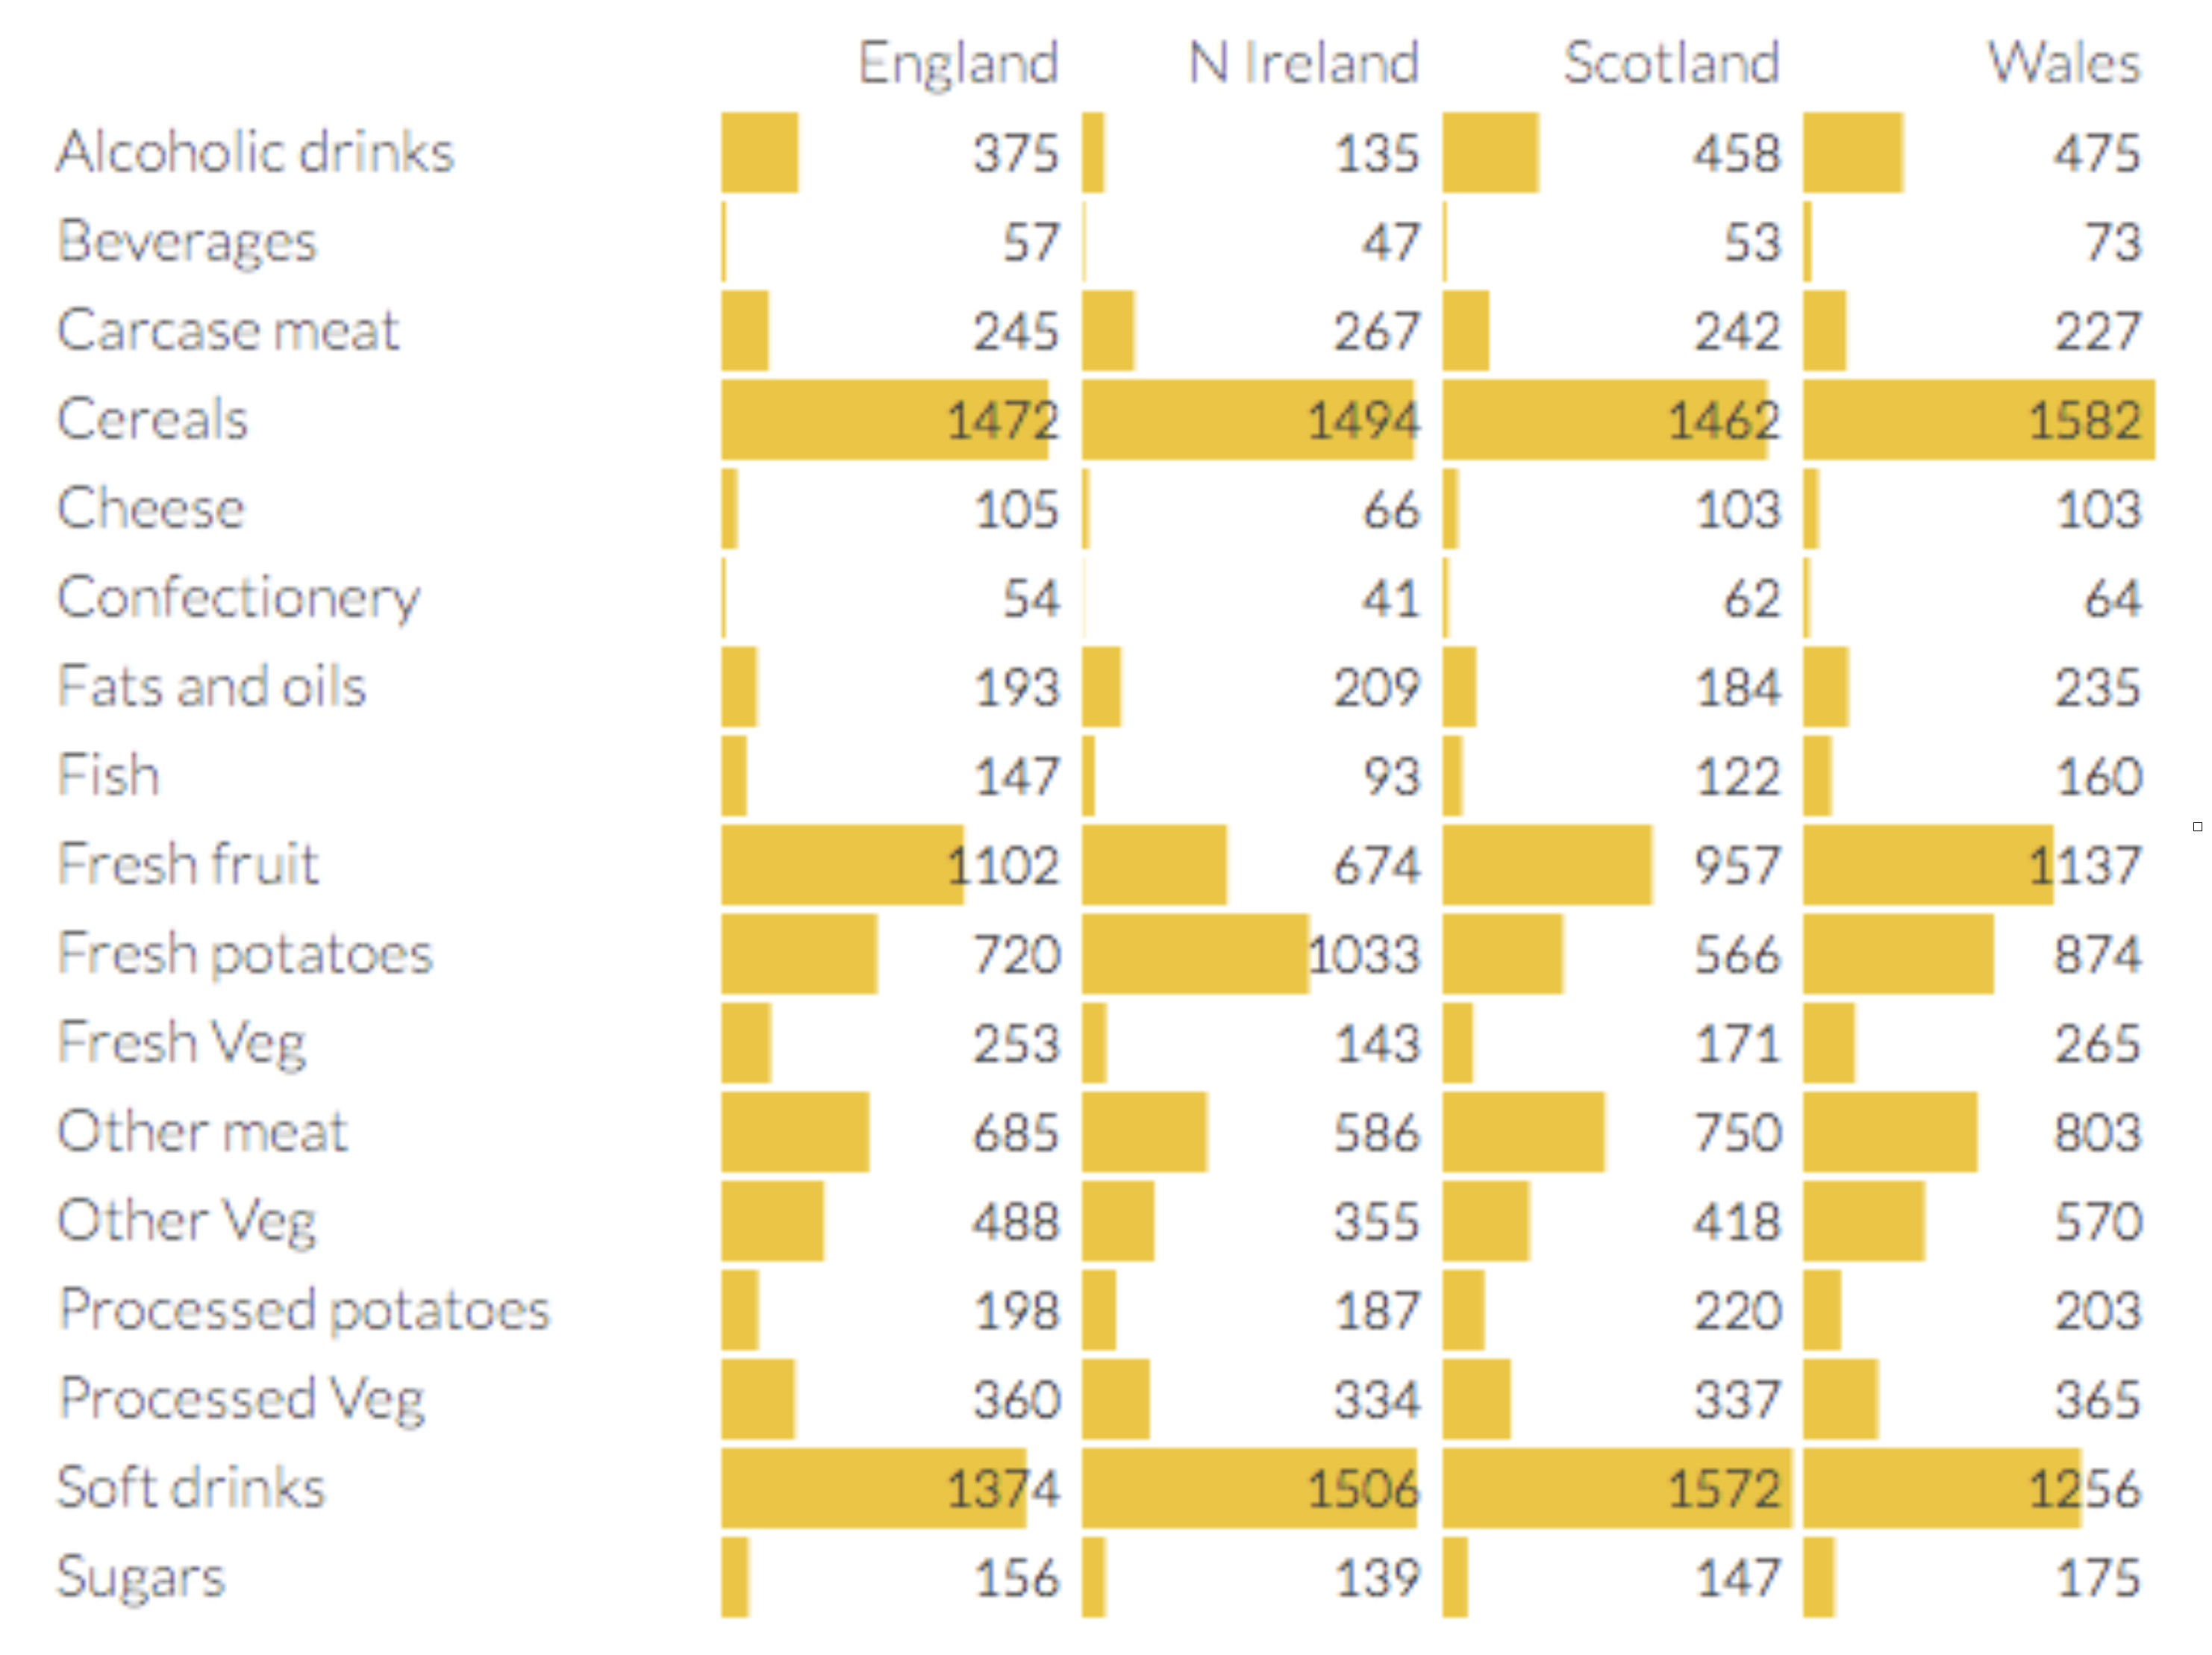 England N Ireland Scotland Wales
Alcoholic drinks 375 135 458 475
Beverages 57 47 53 73
Carcase meat 245 267 242 227
Cereals 1472 1494 1462 1582
Cheese 105 66 103 103
Confectionery 54 41 62 64
Fats and oils 193 209 184 235
Fish 147 93 122 160
Fresh fruit 1102 674 957 1137
Fresh potatoes 720 1033 566 874
Fresh Veg 253 143 171 265
Other meat 685 586 750 803
Other Veg 488 355 418 570
Processed potatoes 198 187 220 203
Processed Veg 360 334 337 365
Soft drinks 1374 1506 1572 1256
Sugars 156 139 147 175